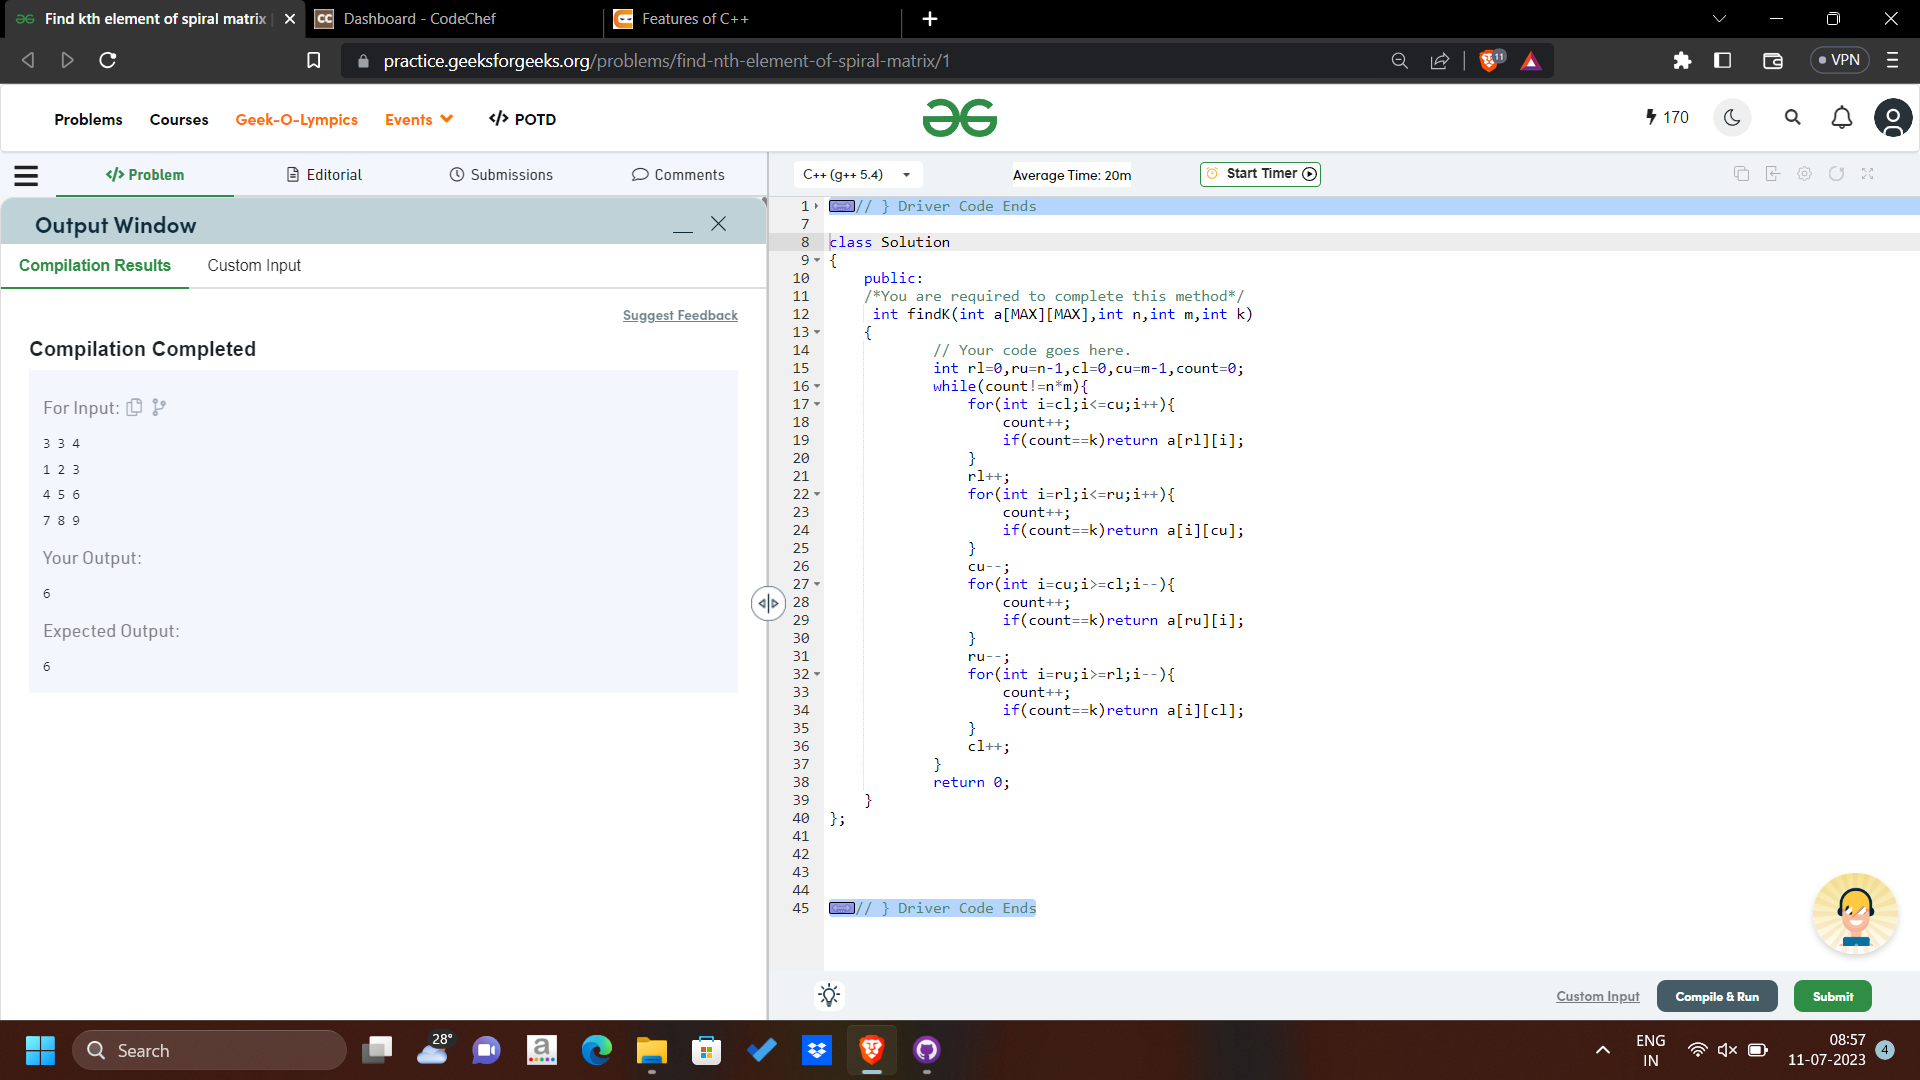 Find kth element of spiral matrix
Dashboard - CodeChef
Features of C++
practice.geeksforgeeks.org/problems/find-nth-element-of-spiral-matrix/1
11
VPN
Problems
Courses
Geek-O-Lympics
Events
</> POTD
170
</> Problem
Editorial
Submissions
Comments
C++ (g++ 5.4)
Average Time: 20m
Start Timer
Output Window
Compilation Results
Custom Input
Suggest Feedback
Compilation Completed
For Input:
3 3 4
1 2 3
4 5 6
7 8 9
Your Output:
6
Expected Output:
6
1 // } Driver Code Ends
7
8 class Solution
9 {
10 public:
11 /*You are required to complete this method*/
12 int findK(int a[MAX][MAX],int n,int m,int k)
13 {
14 // Your code goes here.
15 int rl=0,ru=n-1,cl=0,cu=m-1,count=0;
16 while(count!=n*m){
17 for(int i=cl;i<=cu;i++){
18 count++;
19 if(count==k)return a[rl][i];
20 }
21 rl++;
22 for(int i=rl;i<=ru;i++){
23 count++;
24 if(count==k)return a[i][cu];
25 }
26 cu--;
27 for(int i=cu;i>=cl;i--){
28 count++;
29 if(count==k)return a[ru][i];
30 }
31 ru--;
32 for(int i=ru;i>=rl;i--){
33 count++;
34 if(count==k)return a[i][cl];
35 }
36 cl++;
37 }
38 return 0;
39 }
40 };
41
42
43
44
45 // } Driver Code Ends
Custom Input
Compile & Run
Submit
Search
28°
ENG
IN
08:57
11-07-2023
4